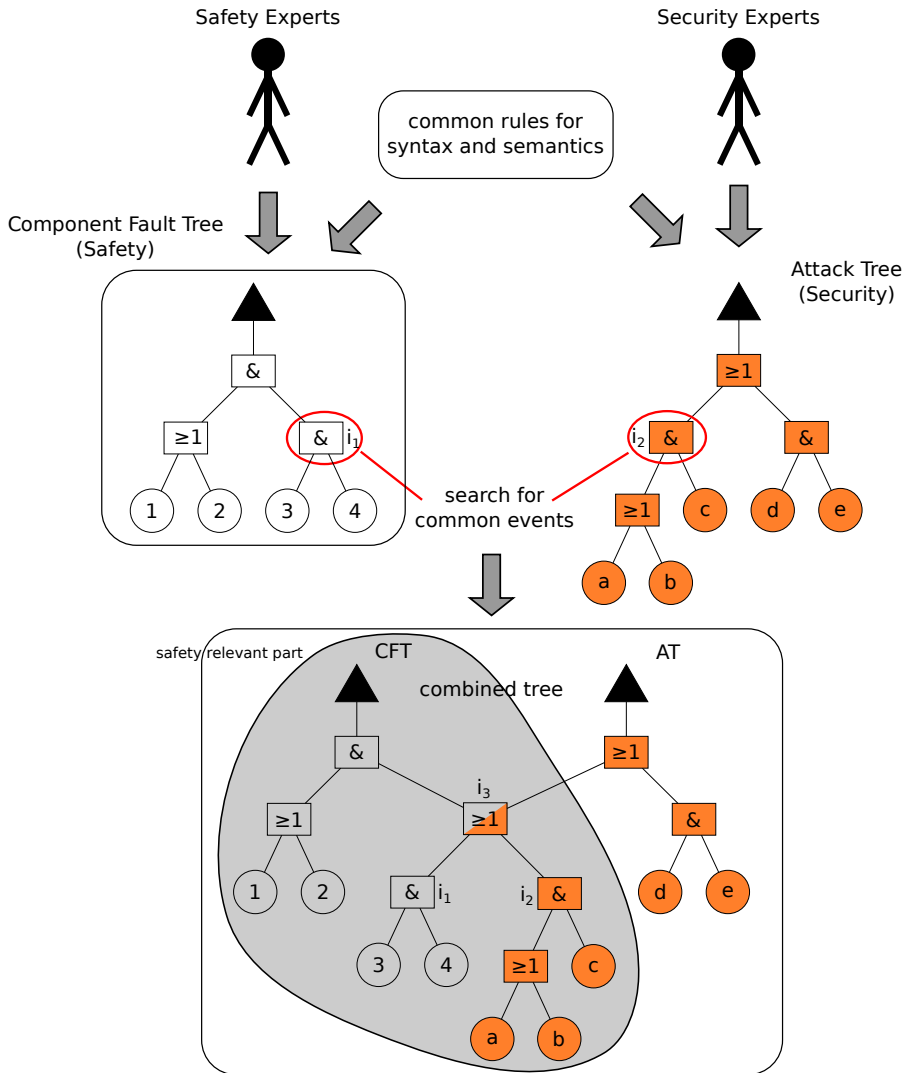 Safety Experts
Security Experts
common rules for
syntax and semantics
Component Fault Tree
(Safety)
Attack Tree
(Security)
&
≥1
≥1
& i₁
i₂ &
&
1 2 3 4
search for
common events
≥1
c
d
e
a
b
safety relevant part
CFT
AT
combined tree
&
≥1
i₃
≥1
≥1
&
1
2
& i₁
i₂ &
d
e
3
4
≥1
c
a
b